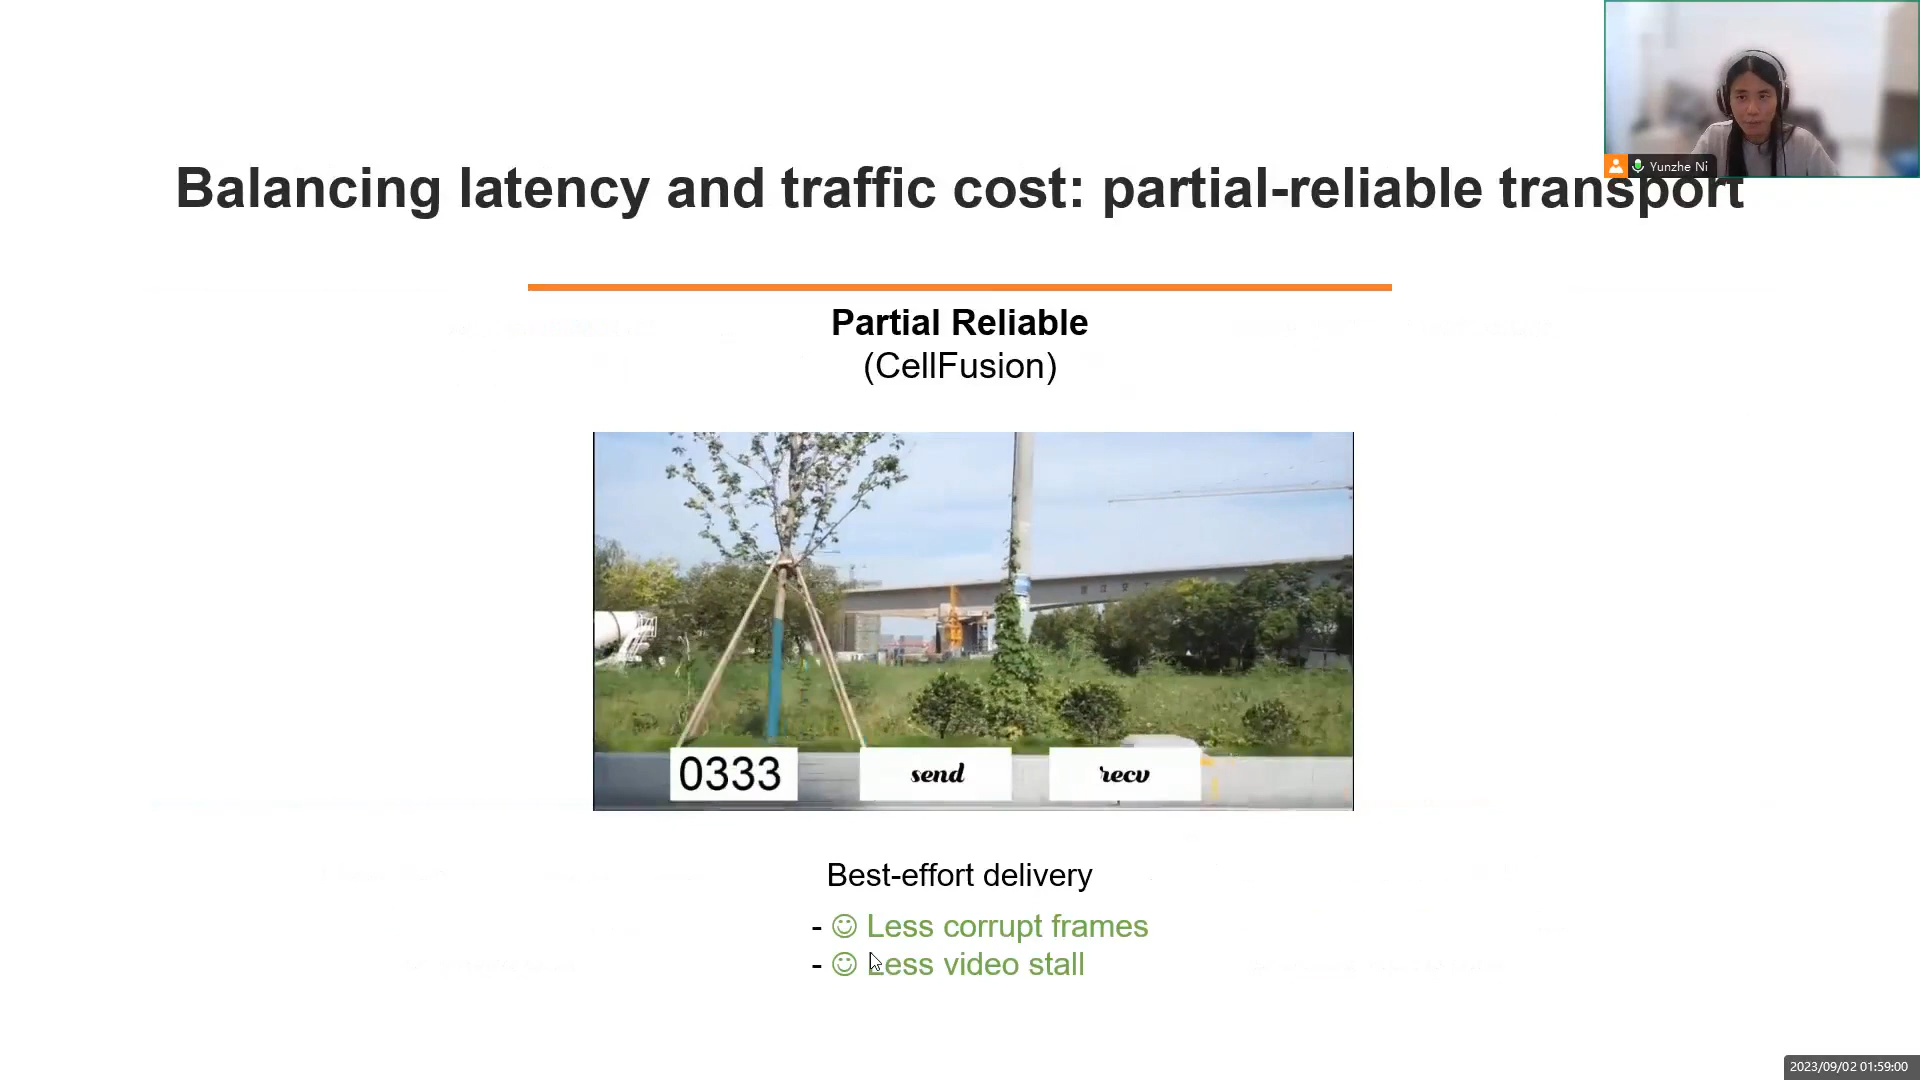 Yunzhe Ni
Balancing latency and traffic cost: partial-reliable transport
Partial Reliable
(CellFusion)
0333
send
recv
Best-effort delivery
- ☺ Less corrupt frames
- ☺ Less video stall
2023/09/02 01:59:00